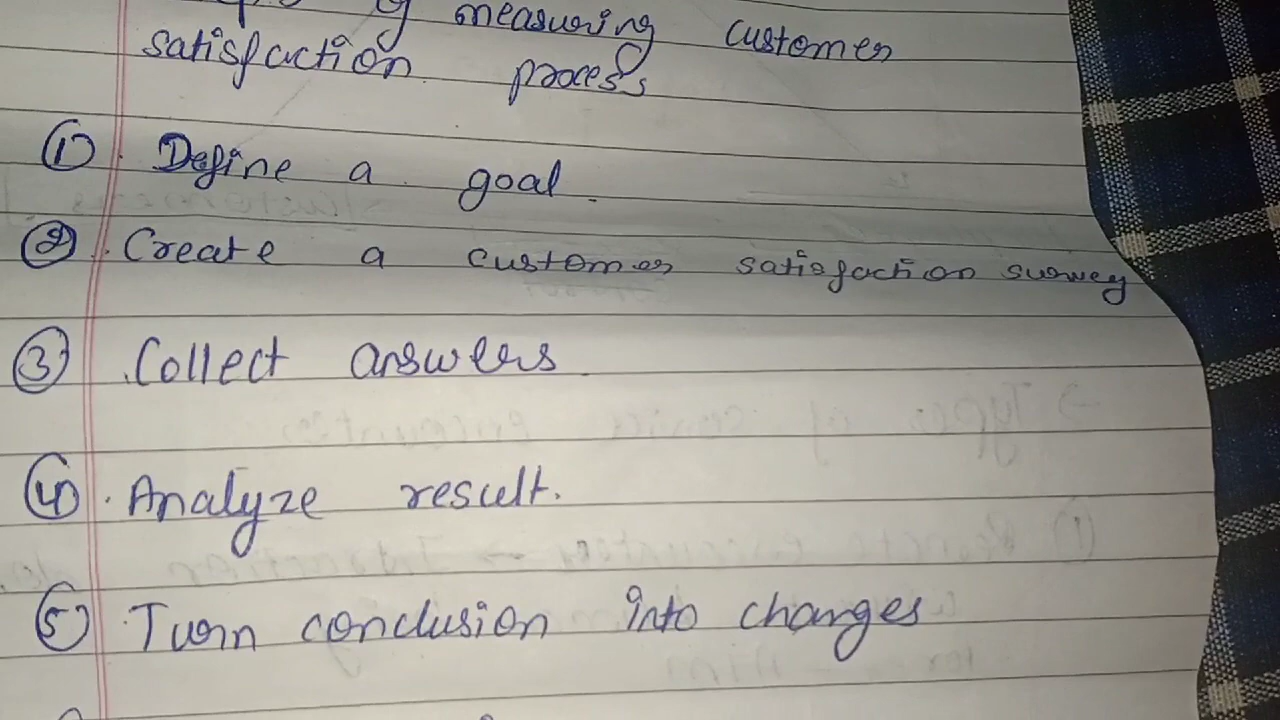 of measuring customer
satisfaction process
① Define a goal.
② Create a customer satisfaction survey
③ Collect answers.
④ Analyze result.
⑤ Turn conclusion into changes